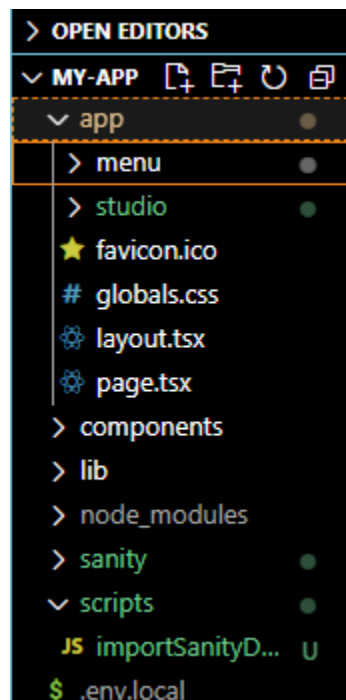 OPEN EDITORS
MY-APP
app
menu
studio
favicon.ico
# globals.css
layout.tsx
page.tsx
components
lib
node_modules
sanity
scripts
JS importSanityD... U
$ .env.local